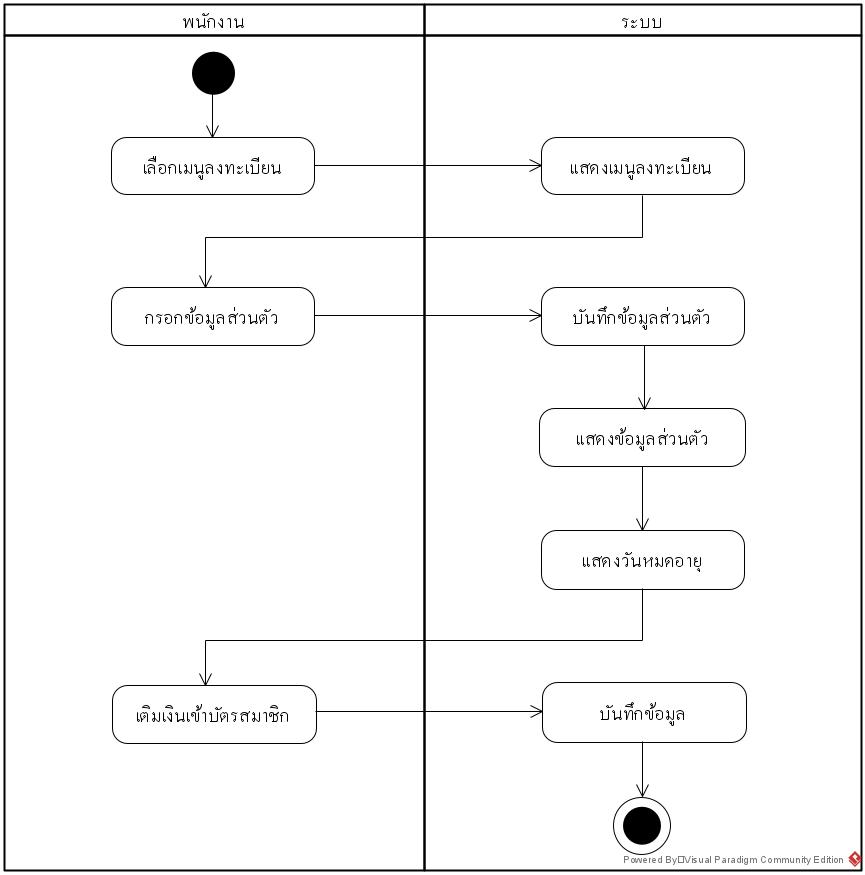 พนักงาน
ระบบ
เลือกเมนูลงทะเบียน
แสดงเมนูลงทะเบียน
กรอกข้อมูลส่วนตัว
บันทึกข้อมูลส่วนตัว
แสดงข้อมูลส่วนตัว
แสดงวันหมดอายุ
เติมเงินเข้าบัตรสมาชิก
บันทึกข้อมูล
Powered By□Visual Paradigm Community Edition